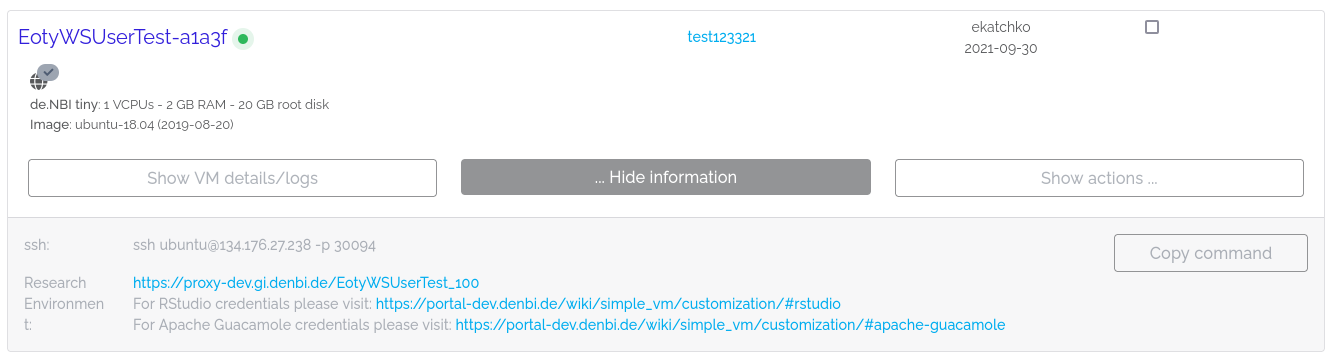 EotyWSUserTest-a1a3f
test123321
ekatchko
2021-09-30
de.NBI tiny: 1 VCPUs - 2 GB RAM - 20 GB root disk
Image: ubuntu-18.04 (2019-08-20)
Show VM details/logs
... Hide information
Show actions ...
ssh:
ssh ubuntu@134.176.27.238 -p 30094
Copy command
Research
Environmen
t:
https://proxy-dev.gi.denbi.de/EotyWSUserTest_100
For RStudio credentials please visit: https://portal-dev.denbi.de/wiki/simple_vm/customization/#rstudio
For Apache Guacamole credentials please visit: https://portal-dev.denbi.de/wiki/simple_vm/customization/#apache-guacamole